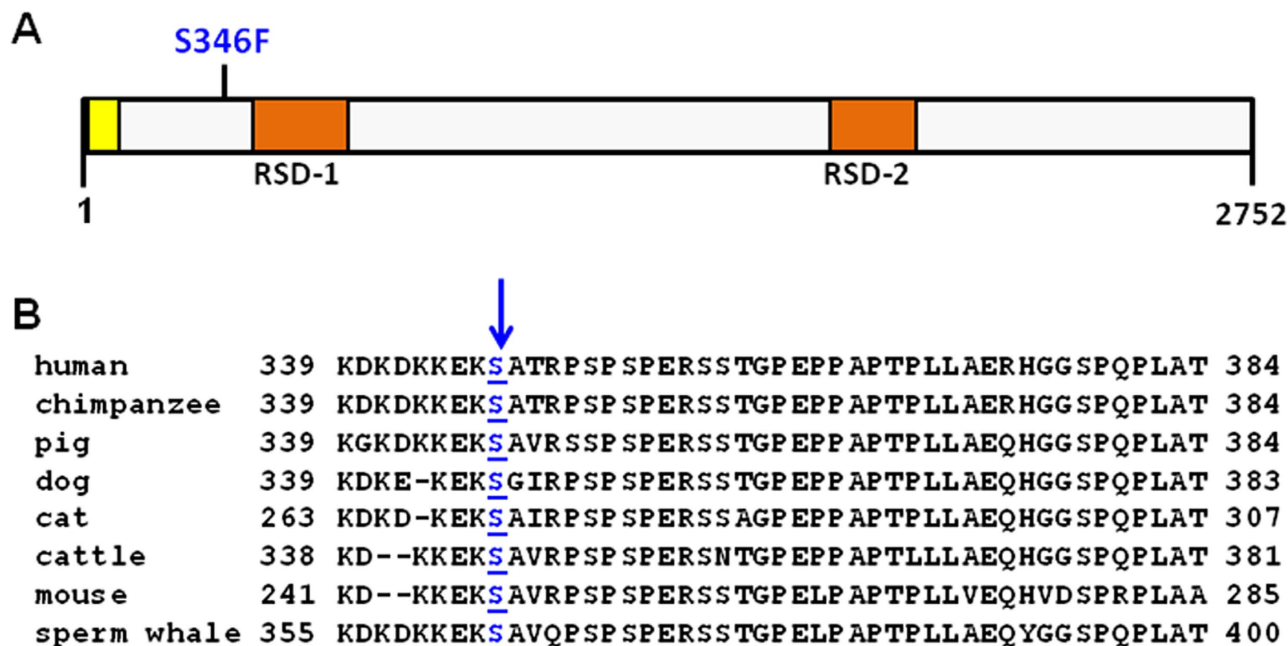 A
S346F
RSD-1 RSD-2
1 2752
B
human 339 KDKDKKEKSATRPSPSPERSSTGPEPPAPTPLLAERHGGSPQPLAT 384
chimpanzee 339 KDKDKKEKSATRPSPSPERSSTGPEPPAPTPLLAERHGGSPQPLAT 384
pig 339 KGKDKKEKSAVRSSPSPERSSTGPEPPAPTPLLAEQHGGSPQPLAT 384
dog 339 KDKE-KEKSGIRPSPSPERSSTGPEPPAPTPLLAEQHGGSPQPLAT 383
cat 263 KDKD-KEKSAIRPSPSPERSSAGPEPPAPTPLLAEQHGGSPQPLAT 307
cattle 338 KD--KKEKSAVRPSPSPERSNTGPEPPAPTLLLAEQHGGSPQPLAT 381
mouse 241 KD--KKEKSAVRPSPSPERSSTGPELPAPTPLLVEQHVDSPRPLAA 285
sperm whale 355 KDKDKKEKSAVQPSPSPERSSTGPELPAPTPLLAEQYGGSPQPLAT 400